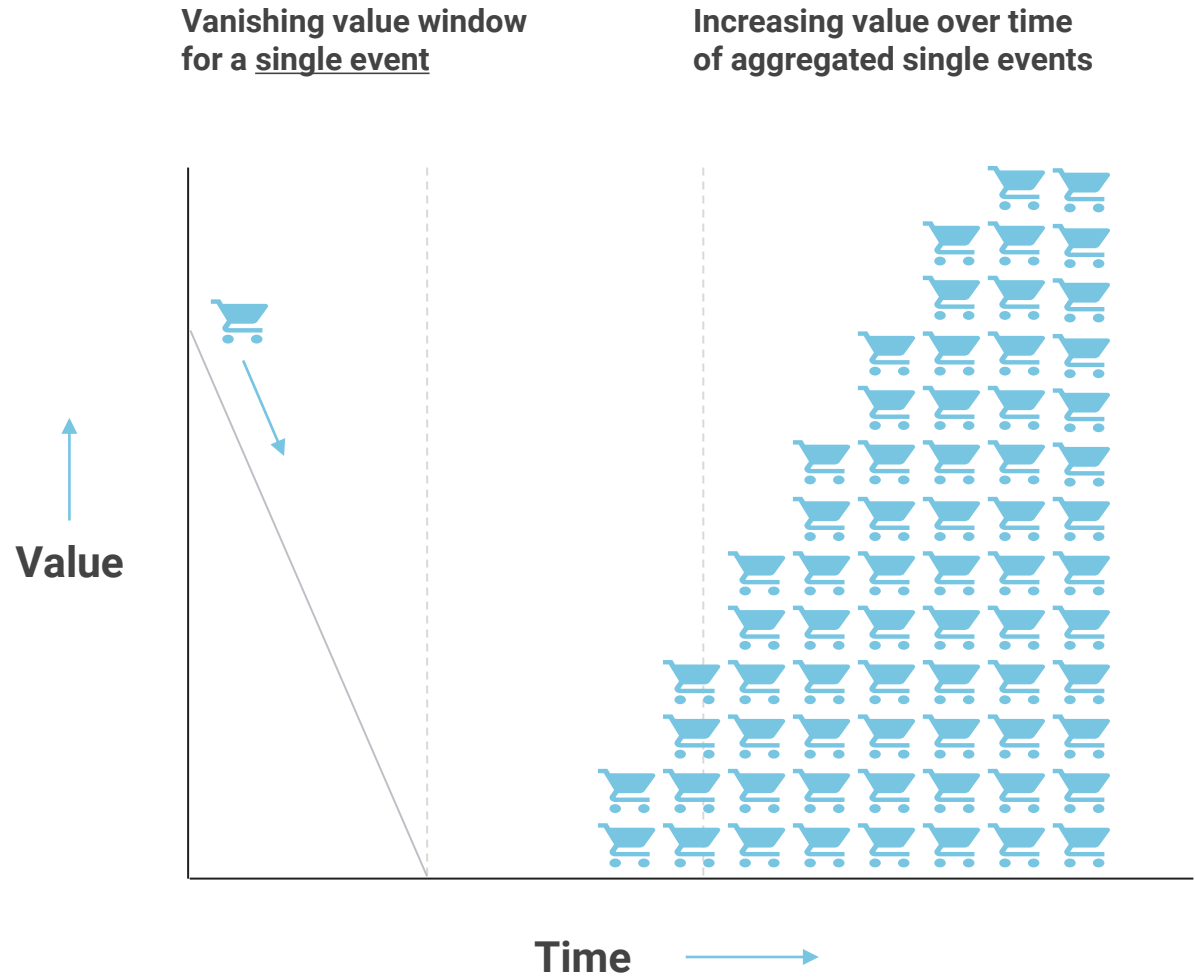 Vanishing value window
for a single event
Increasing value over time
of aggregated single events
Value
Time